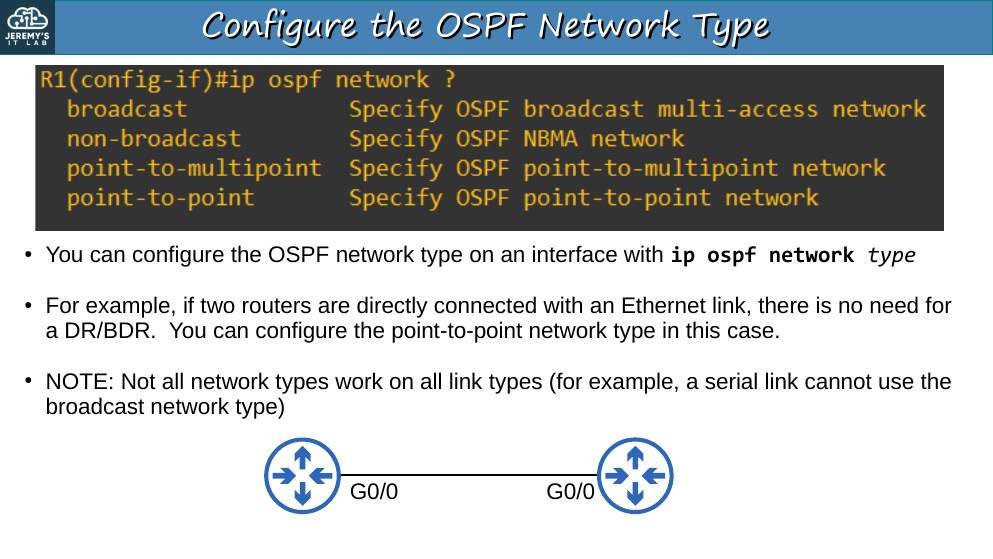 JEREMY'S
IT LAB
Configure the OSPF Network Type
R1(config-if)#ip ospf network ?
broadcast Specify OSPF broadcast multi-access network
non-broadcast Specify OSPF NBMA network
point-to-multipoint Specify OSPF point-to-multipoint network
point-to-point Specify OSPF point-to-point network
• You can configure the OSPF network type on an interface with ip ospf network type
• For example, if two routers are directly connected with an Ethernet link, there is no need for
a DR/BDR. You can configure the point-to-point network type in this case.
• NOTE: Not all network types work on all link types (for example, a serial link cannot use the
broadcast network type)
G0/0 G0/0